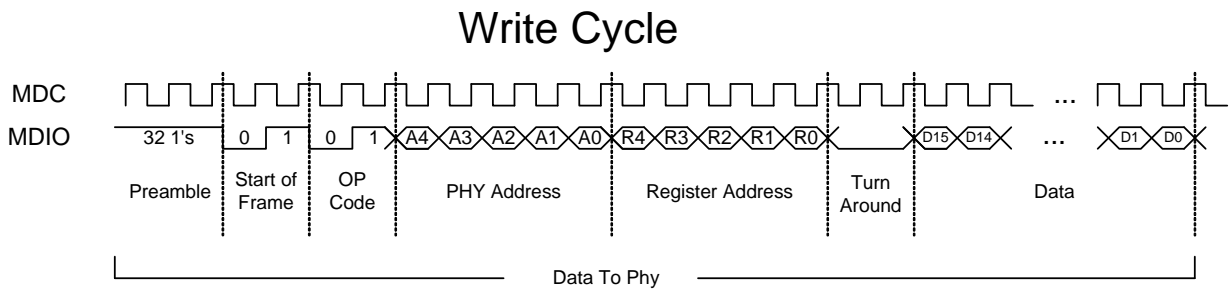 Write Cycle
MDC
...
MDIO
32 1's 0 1 0 1 A4 A3 A2 A1 A0 R4 R3 R2 R1 R0 D15 D14 ... D1 D0
Preamble
Start of
Frame
OP
Code
PHY Address
Register Address
Turn
Around
Data
Data To Phy